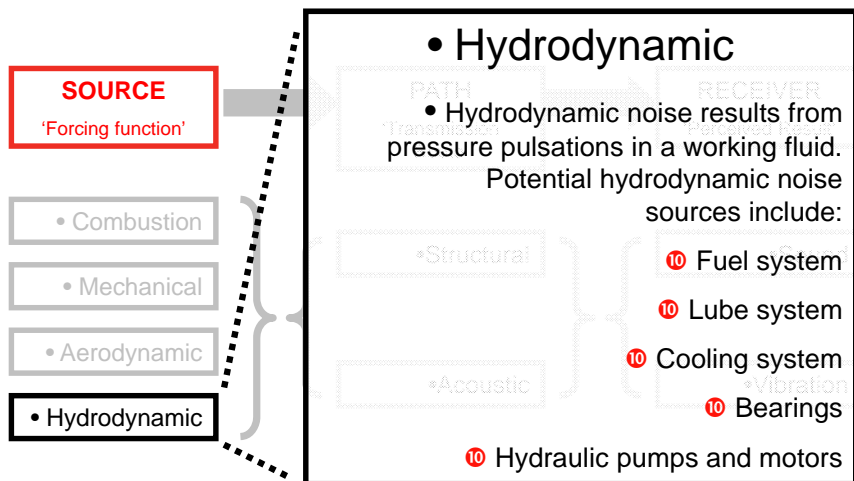 • Hydrodynamic
SOURCE
'Forcing function'
PATH
'Transmission
RECEIVER
• Hydrodynamic noise results from
pressure pulsations in a working fluid.
Potential hydrodynamic noise
sources include:
❿ Fuel system
❿ Lube system
❿ Cooling system
❿ Bearings
❿ Hydraulic pumps and motors
• Combustion
• Mechanical
• Aerodynamic
• Hydrodynamic
•Structural
•Acoustic
•Vibration